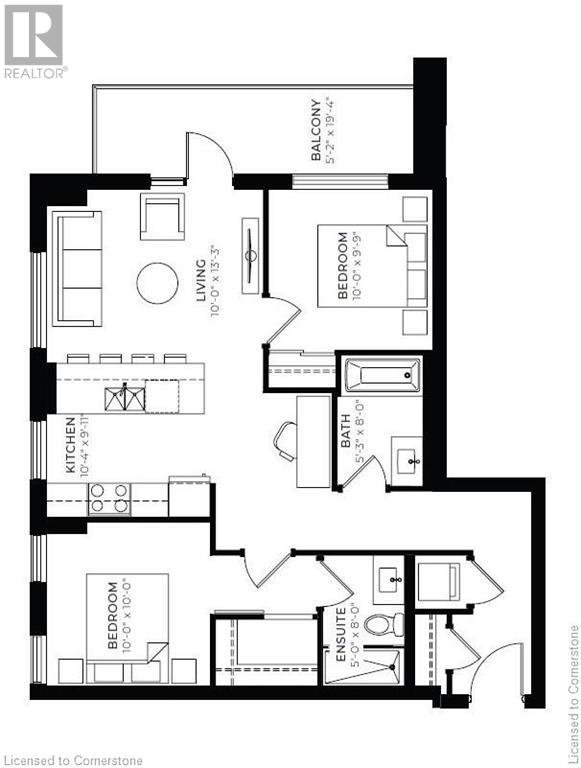 REALTOR®
BALCONY
5'-2" x 19'-4"
LIVING
10'-0" x 13'-3"
BEDROOM
10'-0" x 9'-9"
KITCHEN
10'-4" x 9'-11"
BATH
5'-3" x 8'-0"
BEDROOM
10'-0" x 10'-0"
ENSUITE
5'-0" x 8'-0"
Licensed to Cornerstone
Licensed to Cornerstone